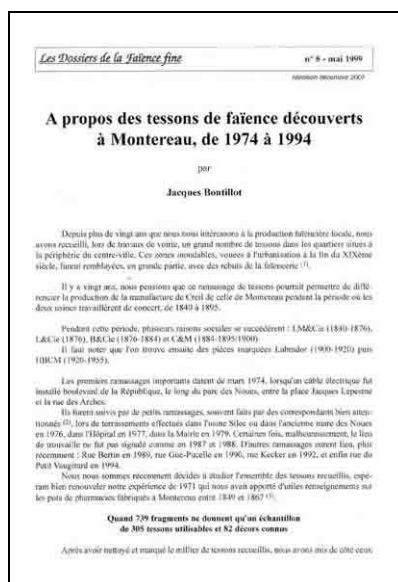 Les Dossiers de la Faïence fine
n° 8 - mai 1999
réédition décembre 2007
A propos des tessons de faïence découverts
à Montereau, de 1974 à 1994
par
Jacques Bontillot
Depuis plus de vingt ans que nous nous intéressons à la production faïencière locale, nous
avons recueilli, lors de travaux de voirie, un grand nombre de tessons dans les quartiers situés à
la périphérie du centre-ville. Ces zones inondables, vouées à l'urbanisation à la fin du XIXème
siècle, furent remblayées, en grande partie, avec des rebuts de la faïencerie (1).
Il y a vingt ans, nous pensions que ce ramassage de tessons pourrait permettre de diffé-
rencier la production de la manufacture de Creil de celle de Montereau pendant la période où les
deux usines travaillèrent de concert, de 1840 à 1895.
Pendant cette période, plusieurs raisons sociales se succédèrent : LM&Cie (1840-1876),
L&Cie (1876), B&Cie (1876-1884) et C&M (1884-1895/1900)
Il faut noter que l'on trouve ensuite des pièces marquées Labrador (1900-1920) puis
HBCM (1920-1955).
Les premiers ramassages importants datent de mars 1974, lorsqu'un câble électrique fut
installé boulevard de la République, le long du parc des Noues, entre la place Jacques Lepesme
et la rue des Arches.
Ils furent suivis par de petits ramassages, souvent faits par des correspondants bien atten-
tionnés (2), lors de terrassements effectués dans l'usine Siloc ou dans l'ancienne mare des Noues
en 1976, dans l'Hôpital en 1977, dans la Mairie en 1979. Certaines fois, malheureusement, le lieu
de trouvaille ne fut pas signalé comme en 1987 et 1988. D'autres ramassages eurent lieu, plus
récemment : Rue Bertin en 1989, rue Gué-Pucelle en 1990, rue Kecker en 1992, et enfin rue du
Petit Vaugirard en 1994.
Nous nous sommes récemment décidés à étudier l'ensemble des tessons recueillis, espé-
rant bien renouveler notre expérience de 1971 qui nous avait apporté d'utiles renseignements sur
les pots de pharmacies fabriqués à Montereau entre 1849 et 1867 (3).
Quand 739 fragments ne donnent qu'un échantillon
de 305 tessons utilisables et 82 décors connus
Après avoir nettoyé et marqué le millier de tessons recueillis, nous avons mis de côté ceux